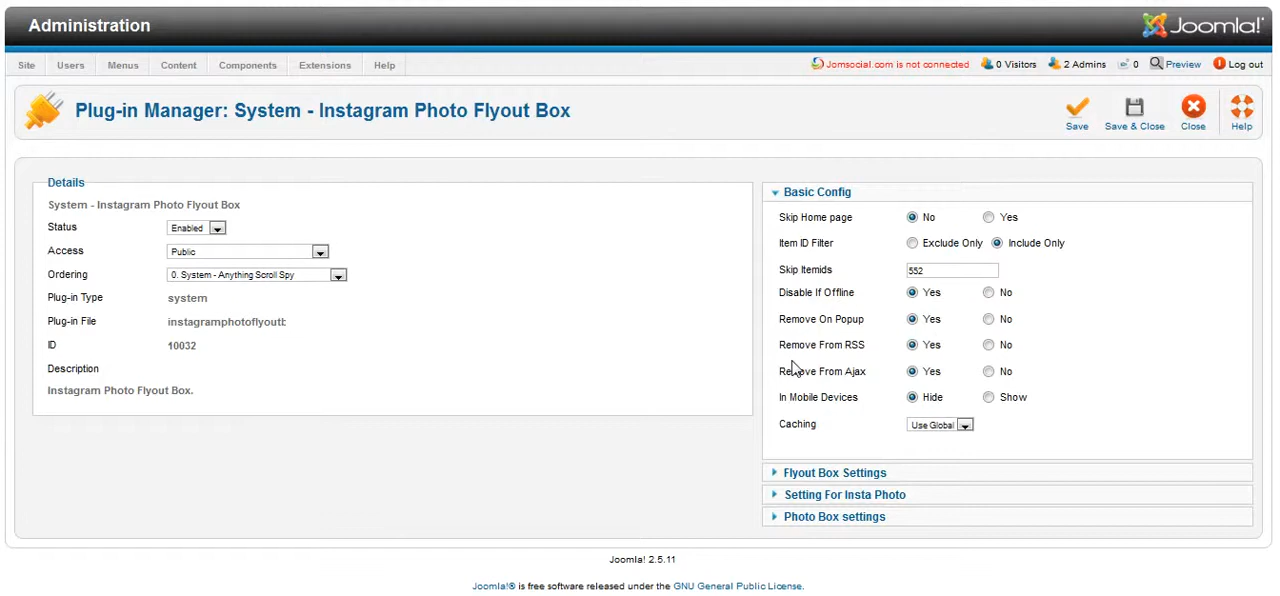 Administration
Joomla!
Site Users Menus Content Components Extensions Help
Jomsocial.com is not connected 0 Visitors 2 Admins 0 Preview Log out
Plug-in Manager: System - Instagram Photo Flyout Box
Save Save & Close Close Help
Details
System - Instagram Photo Flyout Box
Status Enabled
Access Public
Ordering 0. System - Anything Scroll Spy
Plug-in Type system
Plug-in File instagramphotoflyoutb
ID 10032
Description
Instagram Photo Flyout Box.
Basic Config
Skip Home page No Yes
Item ID Filter Exclude Only Include Only
Skip Itemids 552
Disable If Offline Yes No
Remove On Popup Yes No
Remove From RSS Yes No
Remove From Ajax Yes No
In Mobile Devices Hide Show
Caching Use Global
Flyout Box Settings
Setting For Insta Photo
Photo Box settings
Joomla! 2.5.11
Joomla!® is free software released under the GNU General Public License.